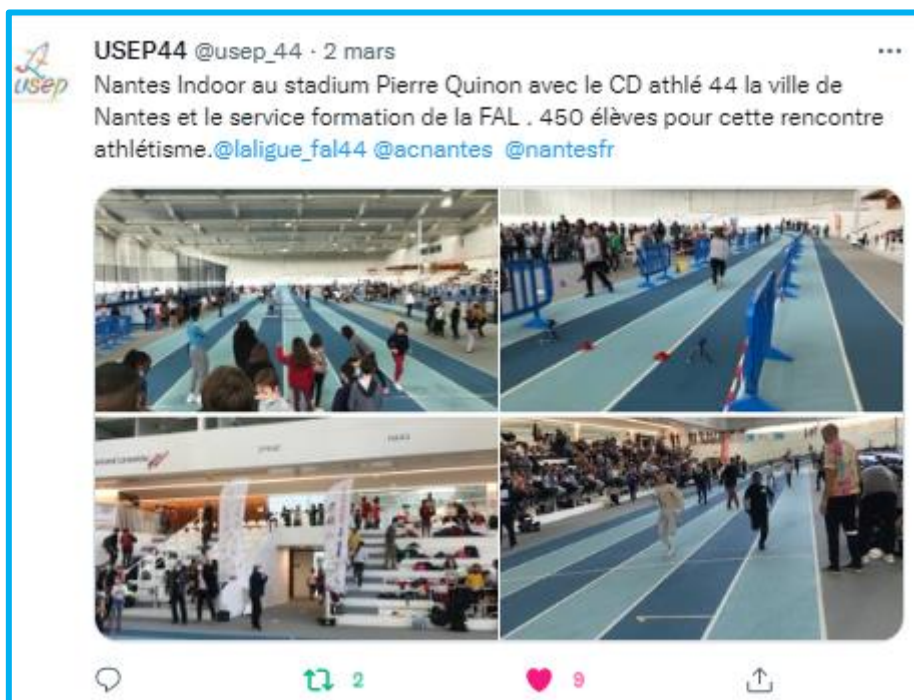 usep
USEP44 @usep_44 · 2 mars
Nantes Indoor au stadium Pierre Quinon avec le CD athlé 44 la ville de
Nantes et le service formation de la FAL . 450 élèves pour cette rencontre
athlétisme.@laligue_fal44 @acnantes @nantesfr
2
9